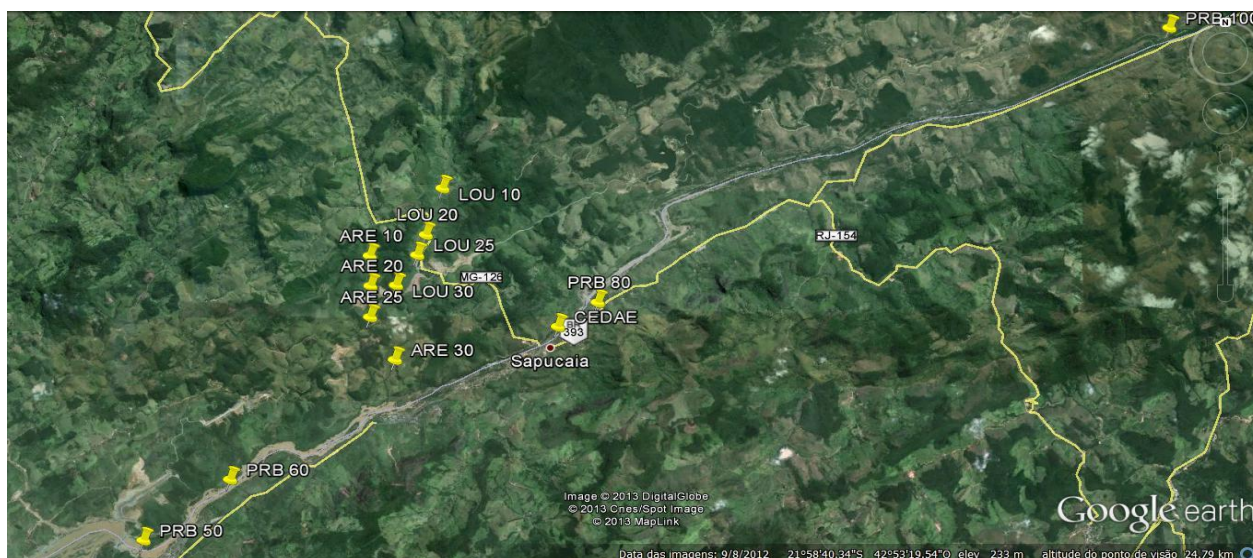 PRB 100
N
LOU 10
LOU 20
ARE 10
LOU 25
RJ-154
ARE 20
MG-126
PRB 80
LOU 30
ARE 25
CEDAE
393
ARE 30
Sapucaia
PRB 60
Image © 2013 DigitalGlobe
© 2013 Cnes/Spot Image
© 2013 MapLink
Google earth
PRB 50
Data das imagens: 9/8/2012 21°58'40.34"S 42°53'19.54"O elev 233 m altitude do ponto de visão 24.79 km